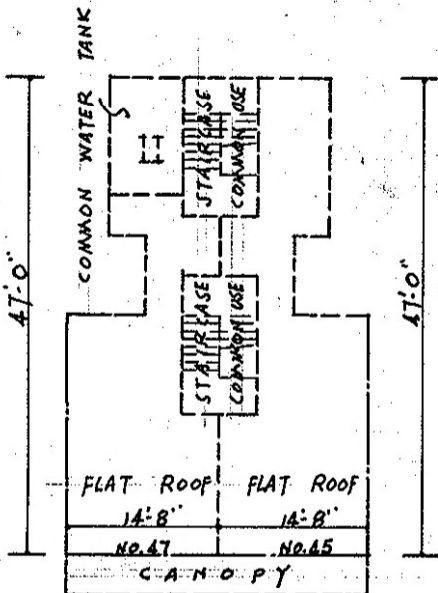 COMMON WATER TANK
STAIRCASE
COMMON USE
47'-0"
47'-0"
STAIRCASE
COMMON USE
FLAT ROOF FLAT ROOF
14'-8" 14'-8"
NO.47 NO.45
CANOPY